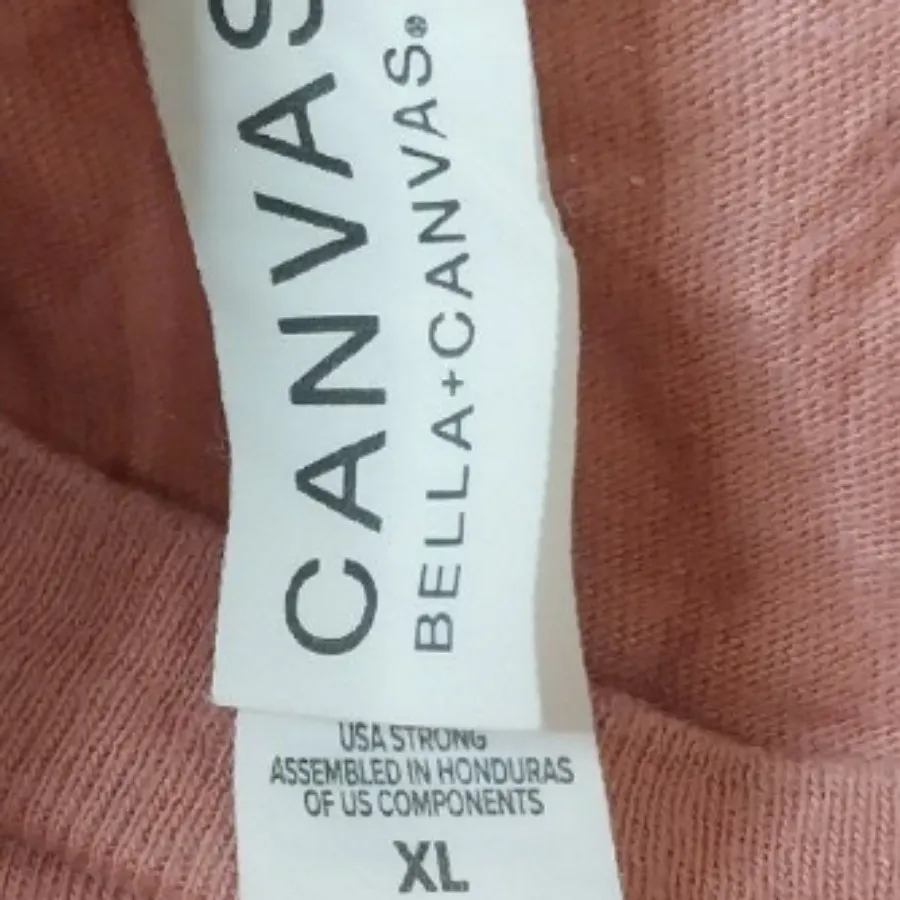 CANVAS
BELLA+CANVAS®
USA STRONG
ASSEMBLED IN HONDURAS
OF US COMPONENTS
XL